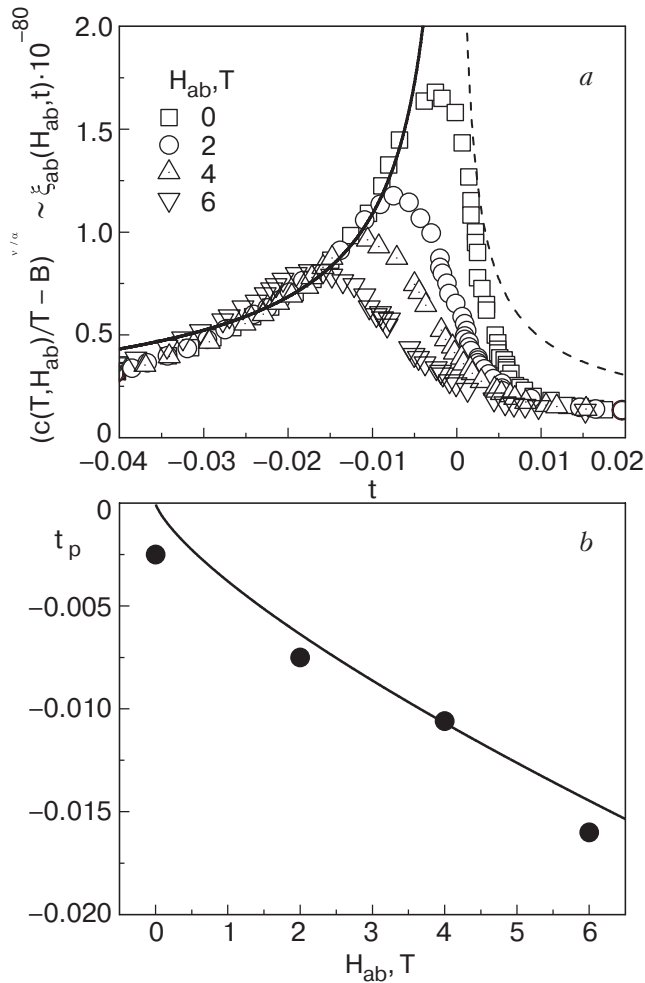 (c(T,H_ab)/T – B)^ν/α ~ ξ_ab(H_ab,t)·10^–80
2.0
1.5
1.0
0.5
0
a
H_ab,T
0
2
4
6
–0.04 –0.03 –0.02 –0.01 0 0.01 0.02
t
b
t_p
0
–0.005
–0.010
–0.015
–0.020
0 1 2 3 4 5 6
H_ab, T